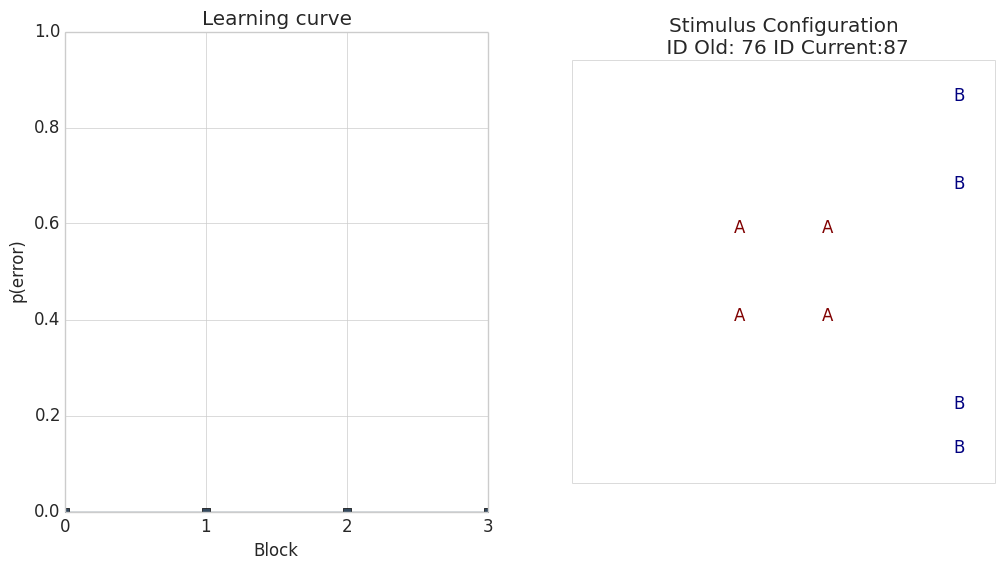 Learning curve
1.0
0.8
0.6
0.4
0.2
0.0
0 1 2 3
p(error)
Block
Stimulus Configuration
ID Old: 76 ID Current:87
B
B
A A
A A
B
B